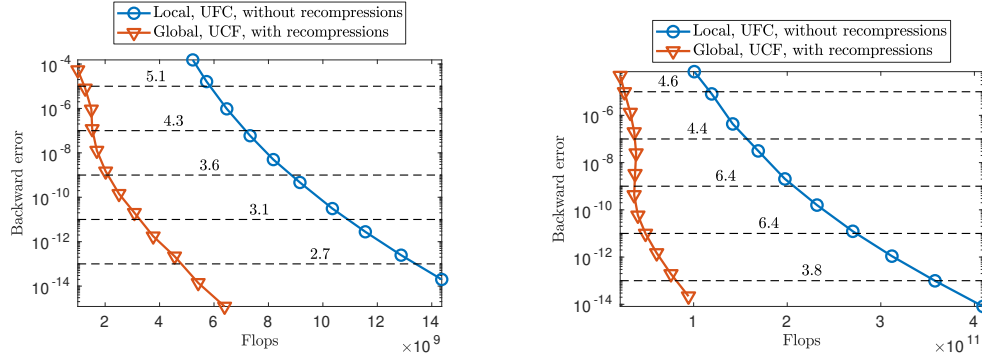 Local, UFC, without recompressions
Global, UCF, with recompressions
10^-4
10^-6
10^-8
10^-10
10^-12
10^-14
Backward error
5.1
4.3
3.6
3.1
2.7
2 4 6 8 10 12 14
Flops
×10^9
Local, UFC, without recompressions
Global, UCF, with recompressions
10^-6
10^-8
10^-10
10^-12
10^-14
Backward error
4.6
4.4
6.4
6.4
3.8
1 2 3 4
Flops
×10^11